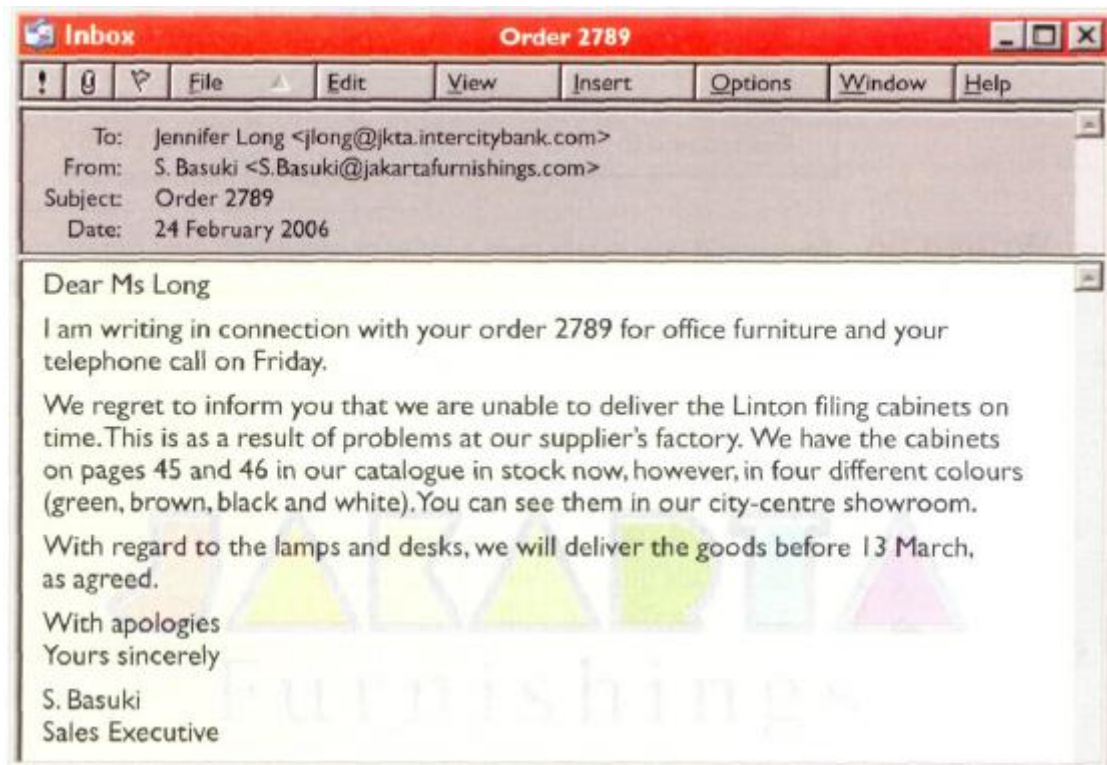 Inbox
Order 2789
! File Edit View Insert Options Window Help
To: Jennifer Long <jlong@jkta.intercitybank.com>
From: S. Basuki <S.Basuki@jakartafurnishings.com>
Subject: Order 2789
Date: 24 February 2006
Dear Ms Long
I am writing in connection with your order 2789 for office furniture and your
telephone call on Friday.
We regret to inform you that we are unable to deliver the Linton filing cabinets on
time. This is as a result of problems at our supplier's factory. We have the cabinets
on pages 45 and 46 in our catalogue in stock now, however, in four different colours
(green, brown, black and white). You can see them in our city-centre showroom.
With regard to the lamps and desks, we will deliver the goods before 13 March,
as agreed.
With apologies
Yours sincerely
S. Basuki
Sales Executive
JAKARTA
Furnishings